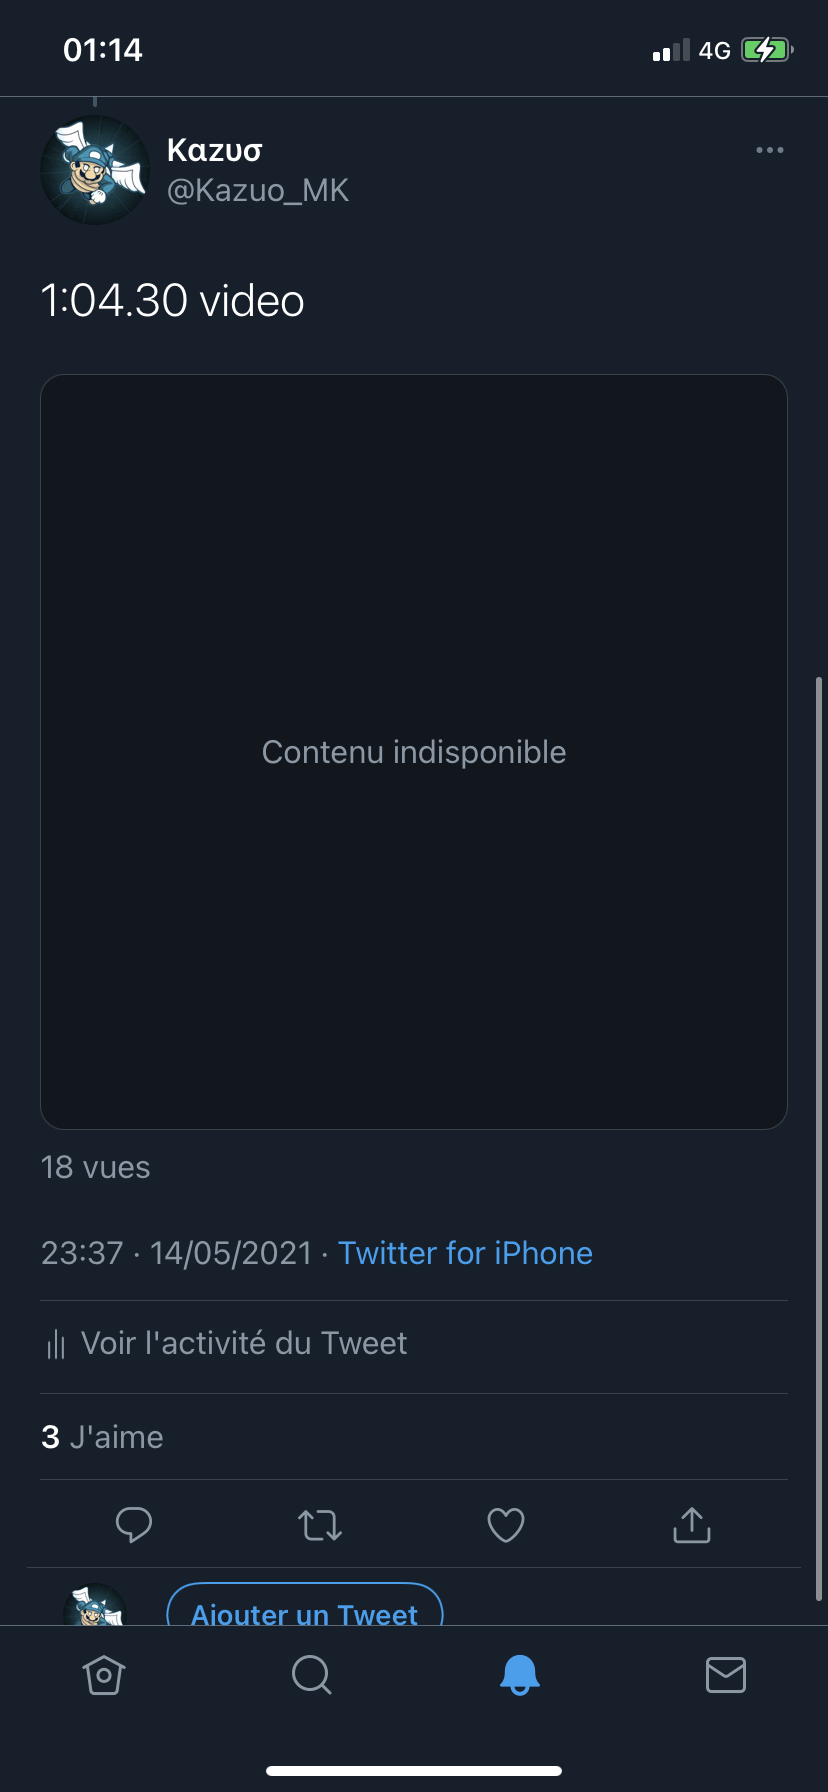 01:14
4G
Kαzυσ
@Kazuo_MK
1:04.30 video
Contenu indisponible
18 vues
23:37 · 14/05/2021 · Twitter for iPhone
Voir l'activité du Tweet
3 J'aime
Ajouter un Tweet